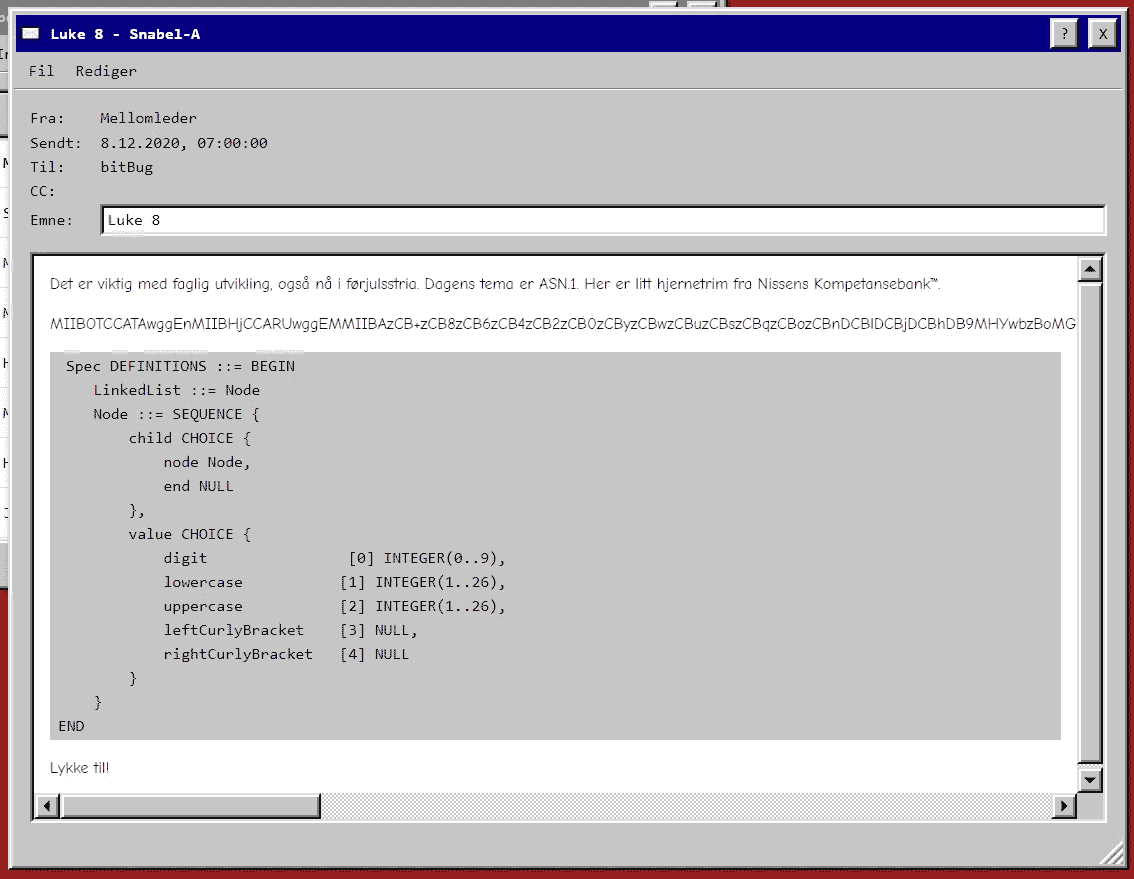 Luke 8 - Snabel-A
? X
Fil Rediger
Fra: Mellomleder
Sendt: 8.12.2020, 07:00:00
Til: bitBug
CC:
Emne: Luke 8
Det er viktig med faglig utvikling, også nå i førjulsstria. Dagens tema er ASN.1. Her er litt hjernetrim fra Nissens Kompetansebank™.
MIIBOTCCATAwggEnMIIBHjCCARUwggEMMIIBAzCB+zCB8zCB6zCB4zCB2zCB0zCByzCBwzCBuzCBszCBqzCBozCBnDCBlDCBjDCBhDB9MHYwbzBoMG
Spec DEFINITIONS ::= BEGIN
LinkedList ::= Node
Node ::= SEQUENCE {
child CHOICE {
node Node,
end NULL
},
value CHOICE {
digit [0] INTEGER(0..9),
lowercase [1] INTEGER(1..26),
uppercase [2] INTEGER(1..26),
leftCurlyBracket [3] NULL,
rightCurlyBracket [4] NULL
}
}
END
Lykke til!